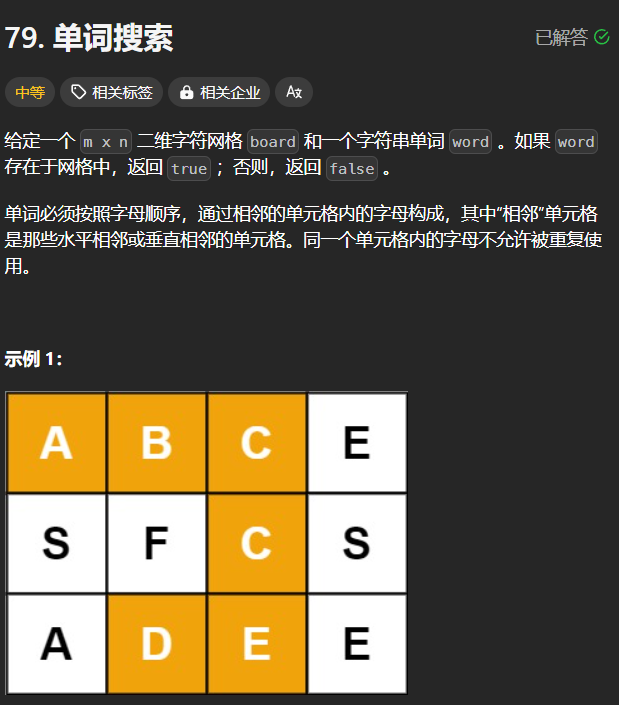 79. 单词搜索
已解答
中等 相关标签 相关企业
给定一个 m x n 二维字符网格 board 和一个字符串单词 word 。如果 word
存在于网格中，返回 true ；否则，返回 false 。
单词必须按照字母顺序，通过相邻的单元格内的字母构成，其中“相邻”单元格
是那些水平相邻或垂直相邻的单元格。同一个单元格内的字母不允许被重复使
用。
示例 1：
A B C E
S F C S
A D E E